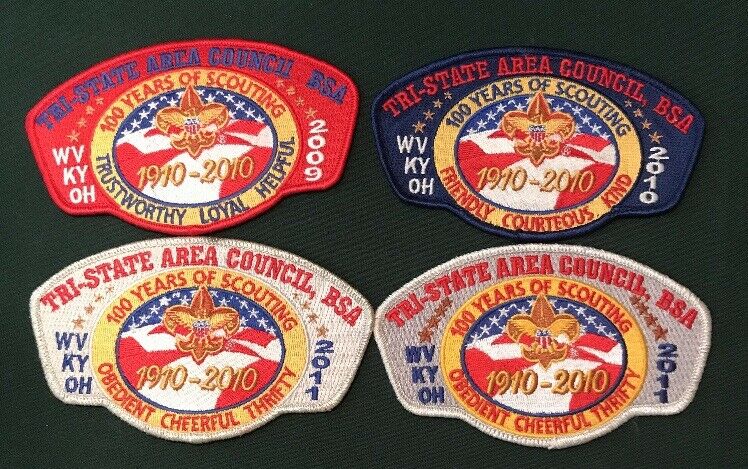 TRI-STATE AREA COUNCIL, BSA
100 YEARS OF SCOUTING
WV
KY
OH
1910-2010
2009
TRUSTWORTHY LOYAL HELPFUL
TRI-STATE AREA COUNCIL, BSA
100 YEARS OF SCOUTING
WV
KY
OH
1910-2010
2010
FRIENDLY COURTEOUS KIND
TRI-STATE AREA COUNCIL, BSA
100 YEARS OF SCOUTING
WV
KY
OH
1910-2010
2011
OBEDIENT CHEERFUL THRIFTY
TRI-STATE AREA COUNCIL, BSA
100 YEARS OF SCOUTING
WV
KY
OH
1910-2010
2011
OBEDIENT CHEERFUL THRIFTY